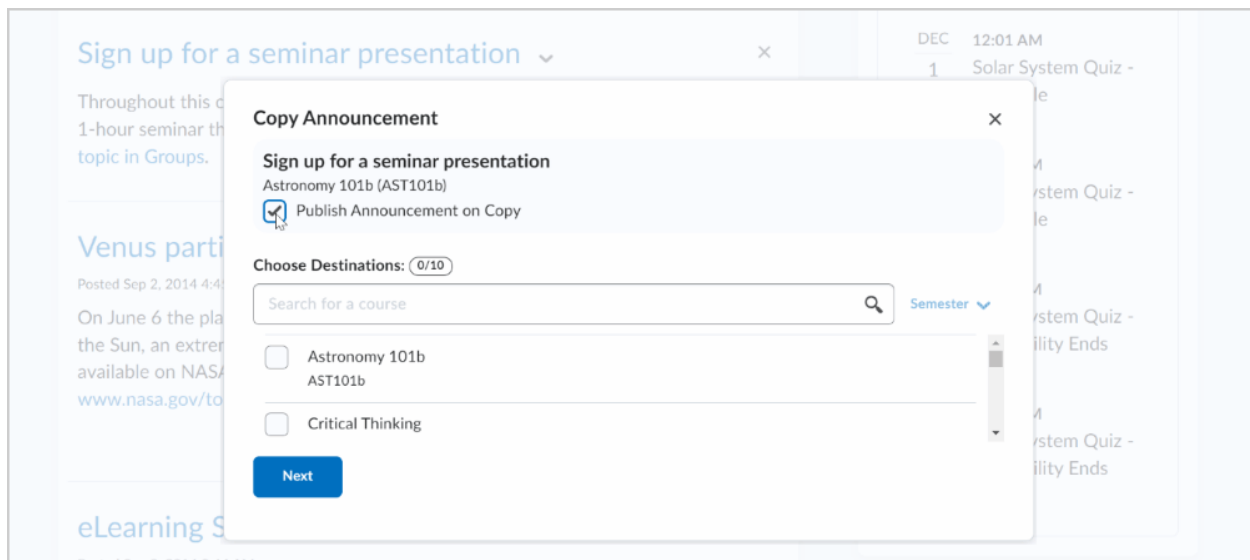 Sign up for a seminar presentation
Throughout this
1-hour seminar
topic in Groups.
Venus parti
Posted Sep 2, 2014 4:4
On June 6 the pla
the Sun, an extrem
available on NASA
www.nasa.gov/to
eLearning S
Copy Announcement
Sign up for a seminar presentation
Astronomy 101b (AST101b)
Publish Announcement on Copy
Choose Destinations: 0/10
Search for a course
Semester
Astronomy 101b
AST101b
Critical Thinking
Next
DEC 12:01 AM
1 Solar System Quiz -
le
M
ystem Quiz -
le
M
ystem Quiz -
ility Ends
M
ystem Quiz -
ility Ends